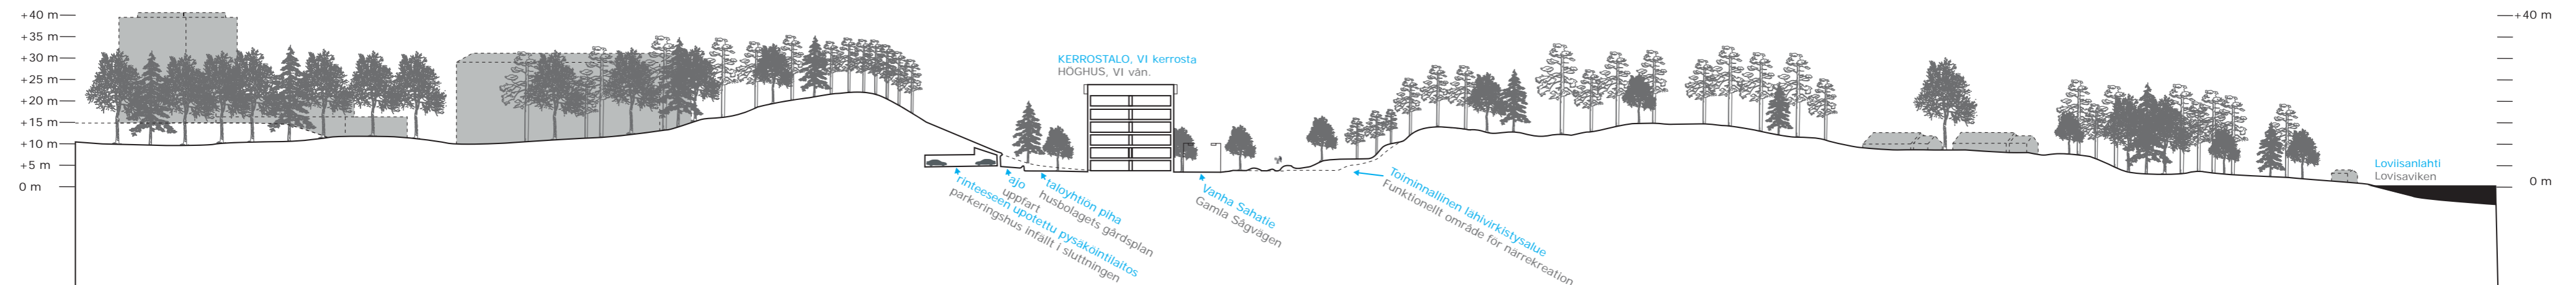 +40 m
+35 m
+30 m
+25 m
+20 m
+15 m
+10 m
+5 m
0 m
KERROSTALO, VI kerrosta
HÖGHUS, VI vån.
rinteeseen upotettu pysäköintilaitos
parkeringshus infällt i sluttningen
ajo
uppfart
taloyhtiön piha
husbolagets gårdsplan
Vanha Sahatie
Gamla Sågvägen
Toiminnallinen lähivirkistysalue
Funktionellt område för närrekreation
Loviisanlahti
Lovisaviken
+40 m
0 m